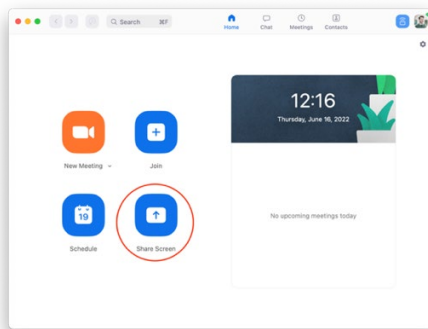 Search ⌘F
Home
Chat
Meetings
Contacts
12:16
Thursday, June 16, 2022
New Meeting
Join
19
Schedule
Share Screen
No upcoming meetings today